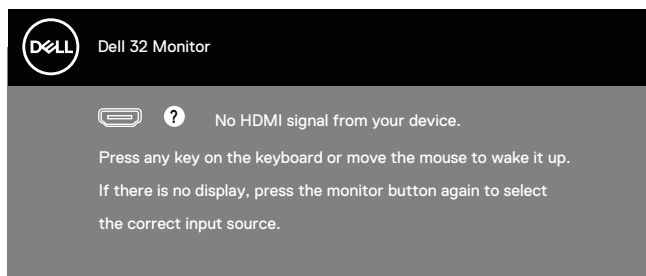 DELL
Dell 32 Monitor
? No HDMI signal from your device.
Press any key on the keyboard or move the mouse to wake it up.
If there is no display, press the monitor button again to select
the correct input source.